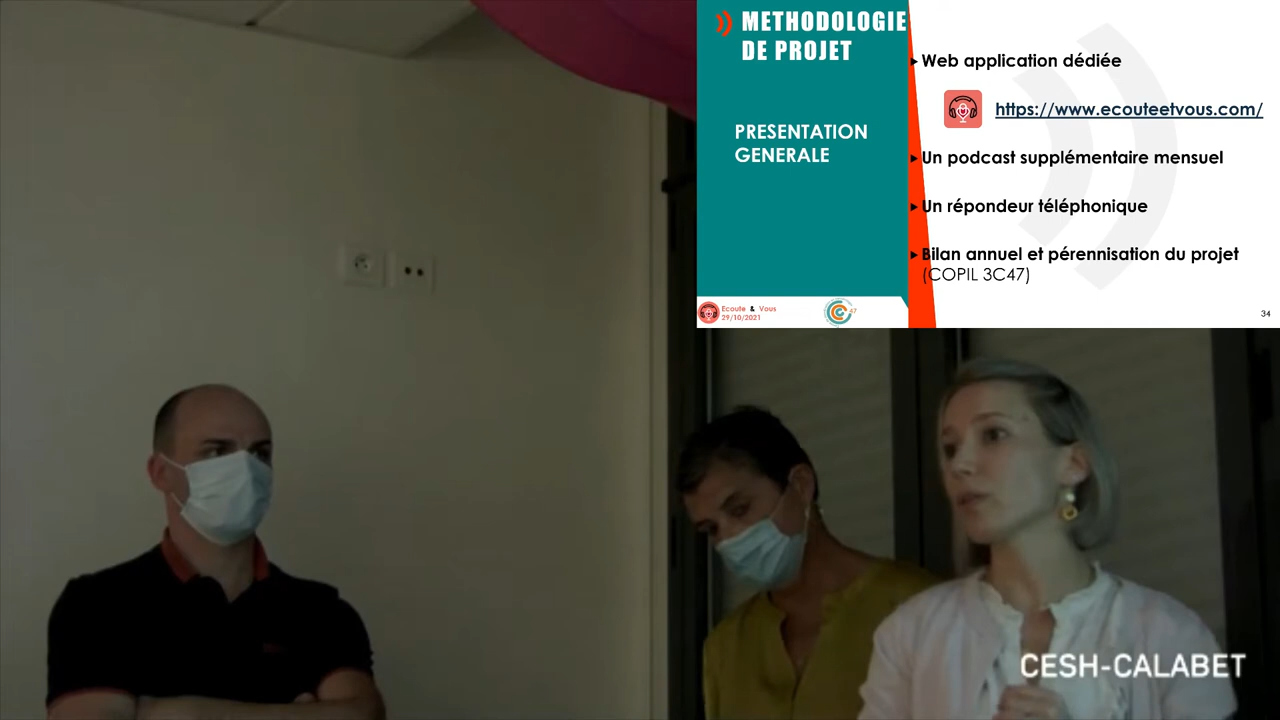 METHODOLOGIE
DE PROJET
PRESENTATION
GENERALE
Web application dédiée
https://www.ecouteetvous.com/
Un podcast supplémentaire mensuel
Un répondeur téléphonique
Bilan annuel et pérennisation du projet
(COPIL 3C47)
Ecoute & Vous
29/10/2021
47
34
CESH-CALABET